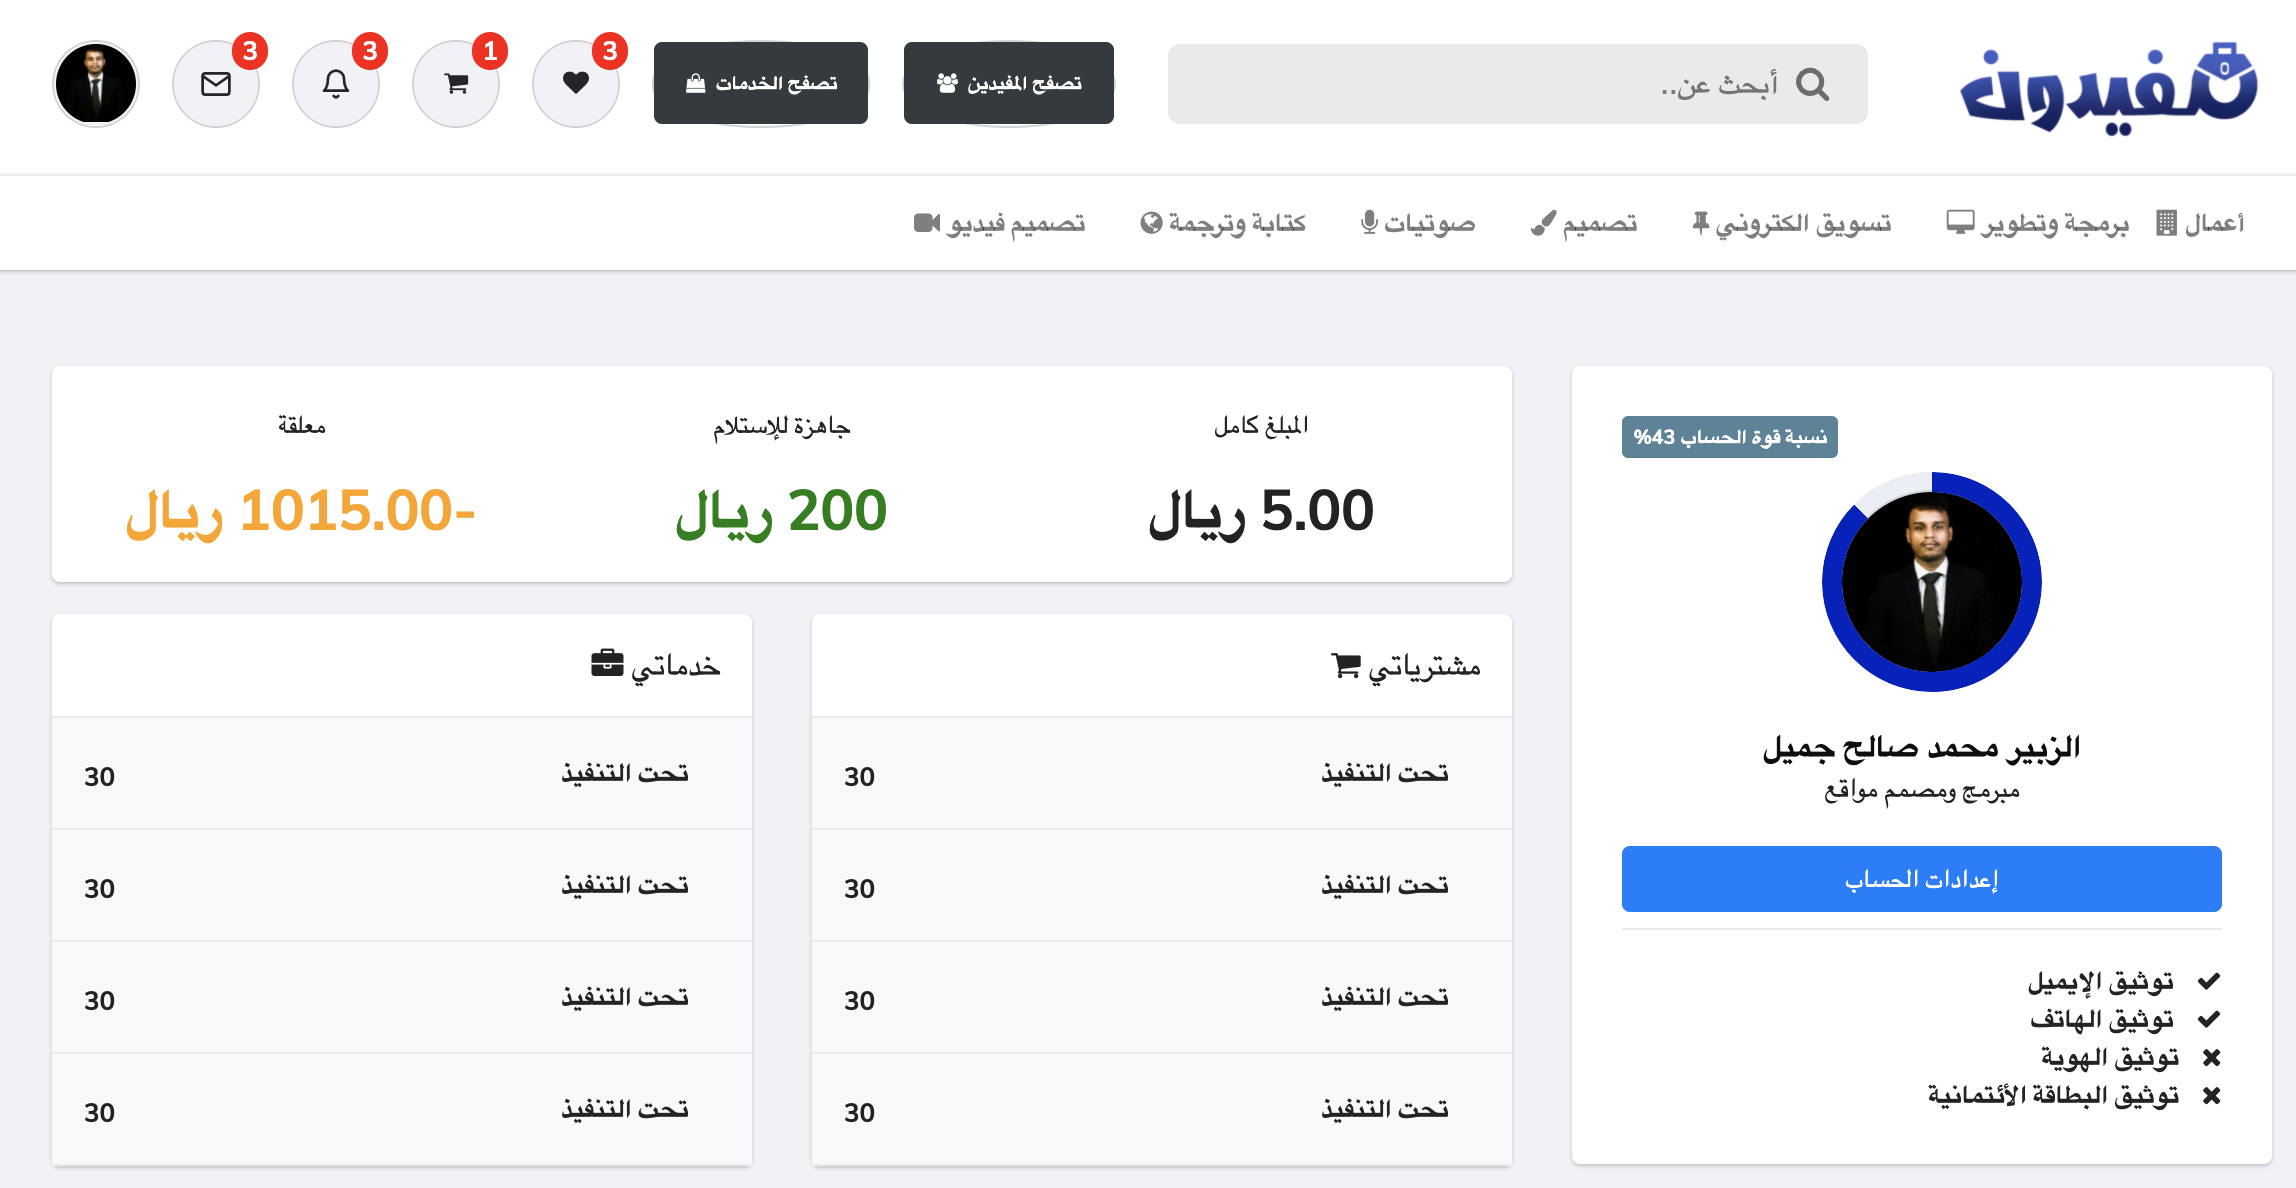 مفيدون
أبحث عن..
تصفح المفيدين
تصفح الخدمات
3
1
3
3
أعمال
برمجة وتطوير
تسويق الكتروني
تصميم
صوتيات
كتابة وترجمة
تصميم فيديو
نسبة قوة الحساب 43%
الزبير محمد صالح جميل
مبرمج ومصمم مواقع
إعدادات الحساب
توثيق الإيميل
توثيق الهاتف
توثيق الهوية
توثيق البطاقة الأئتمانية
المبلغ كامل
5.00 ريال
جاهزة للإستلام
200 ريال
معلقة
-1015.00 ريال
مشترياتي
تحت التنفيذ 30
تحت التنفيذ 30
تحت التنفيذ 30
تحت التنفيذ 30
خدماتي
تحت التنفيذ 30
تحت التنفيذ 30
تحت التنفيذ 30
تحت التنفيذ 30